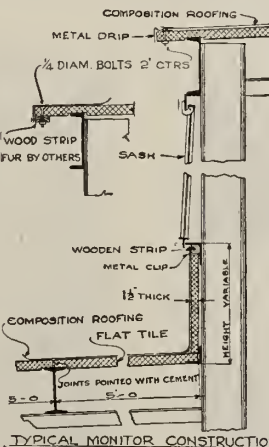 COMPOSITION ROOFING
METAL DRIP
1/4 DIAM. BOLTS 2' CTRS
WOOD STRIP
FUR BY OTHERS
SASH
WOODEN STRIP
METAL CLIP
1 1/2" THICK
HEIGHT VARIABLE
COMPOSITION ROOFING
FLAT TILE
JOINTS POINTED WITH CEMENT
5-0
5'-0
TYPICAL MONITOR CONSTRUCTIO